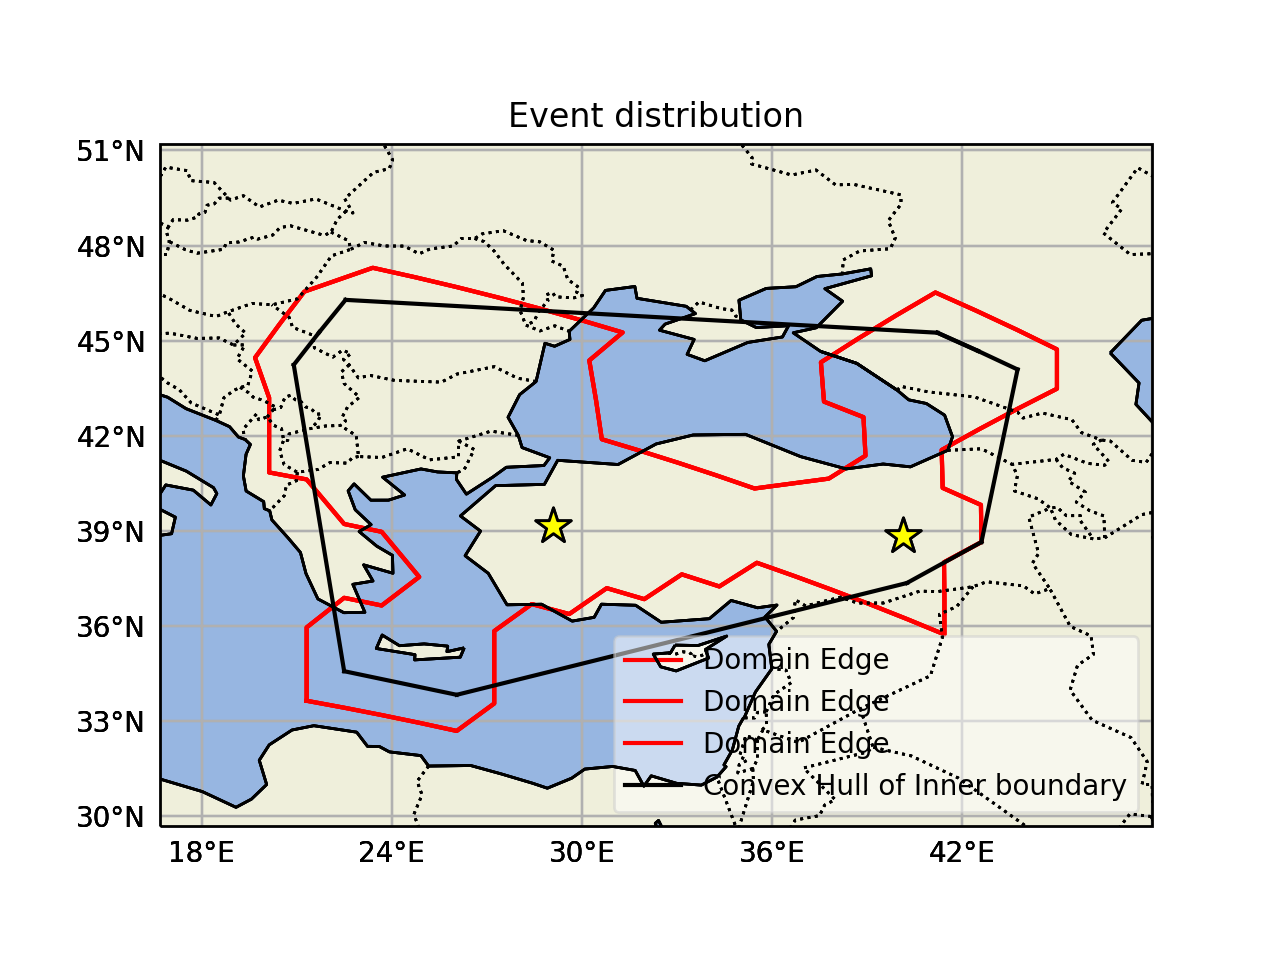 Event distribution
51°N
48°N
45°N
42°N
39°N
36°N
33°N
30°N
18°E
24°E
30°E
36°E
42°E
Domain Edge
Domain Edge
Domain Edge
Convex Hull of Inner boundary